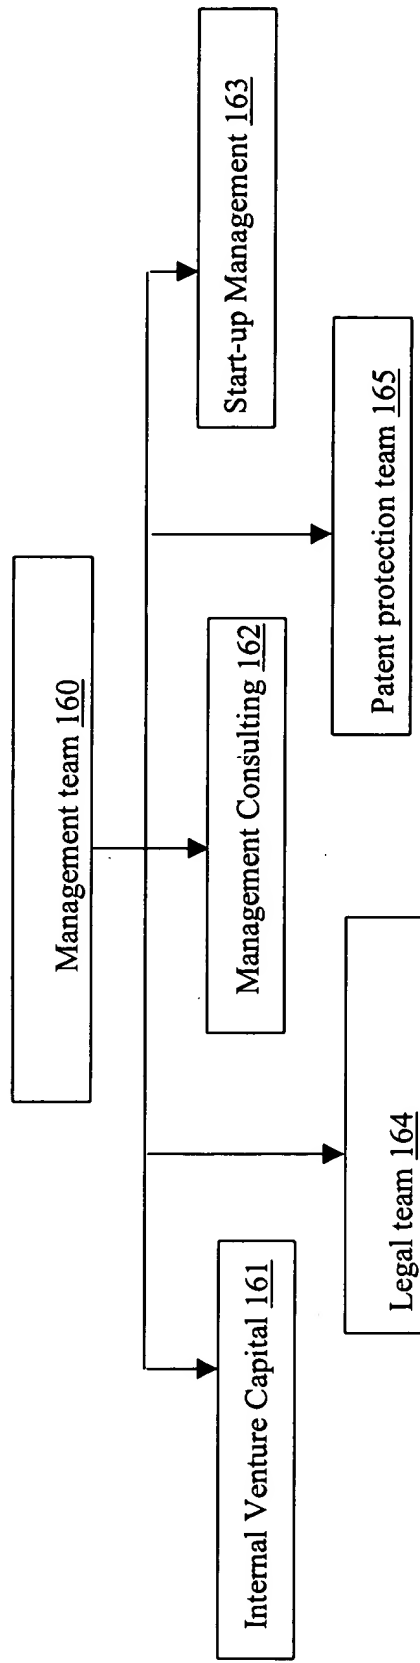 Management team 160
Internal Venture Capital 161
Management Consulting 162
Start-up Management 163
Legal team 164
Patent protection team 165